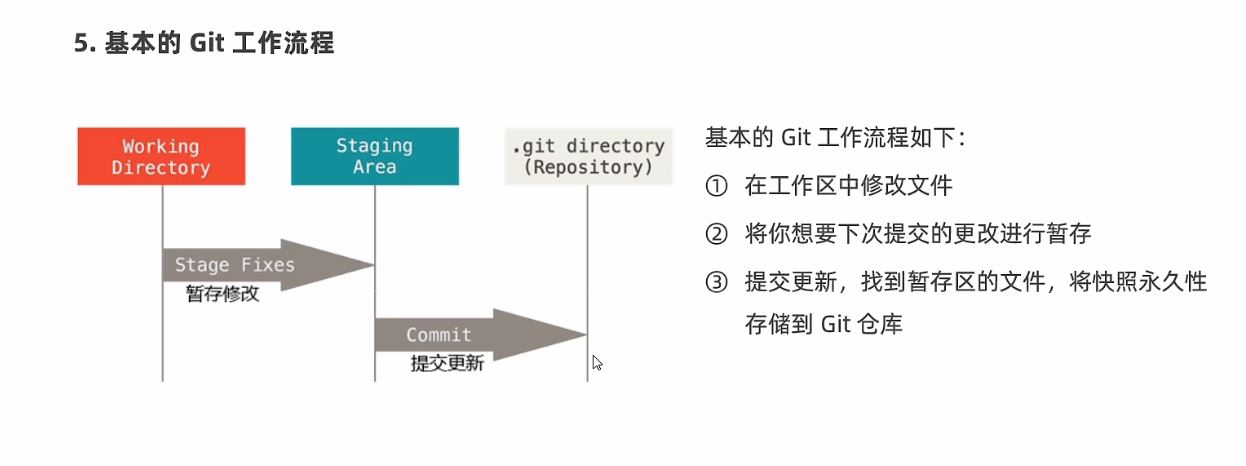 5. 基本的 Git 工作流程
Working
Directory
Staging
Area
.git directory
(Repository)
Stage Fixes
暂存修改
Commit
提交更新
基本的 Git 工作流程如下：
① 在工作区中修改文件
② 将你想要下次提交的更改进行暂存
③ 提交更新，找到暂存区的文件，将快照永久性
存储到 Git 仓库